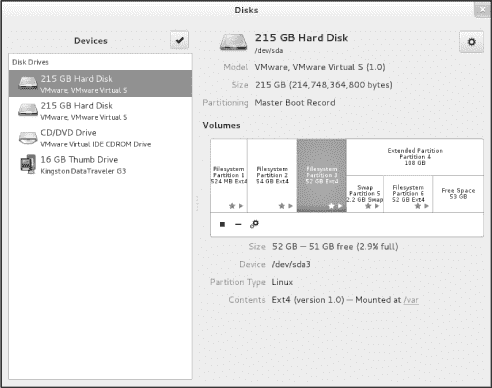 Disks
Devices
Disk Drives
215 GB Hard Disk
VMware, VMware Virtual S
215 GB Hard Disk
VMware, VMware Virtual S
CD/DVD Drive
VMware Virtual IDE CDROM Drive
16 GB Thumb Drive
Kingston DataTraveler G3
215 GB Hard Disk
/dev/sda
Model VMware, VMware Virtual S (1.0)
Size 215 GB (214,748,364,800 bytes)
Partitioning Master Boot Record
Volumes
Filesystem
Partition 1
524 MB Ext4
Filesystem
Partition 2
54 GB Ext4
Filesystem
Partition 3
52 GB Ext4
Extended Partition
Partition 4
108 GB
Swap
Partition 5
2.2 GB Swap
Filesystem
Partition 6
52 GB Ext4
Free Space
53 GB
Size 52 GB — 51 GB free (2.9% full)
Device /dev/sda3
Partition Type Linux
Contents Ext4 (version 1.0) — Mounted at /var